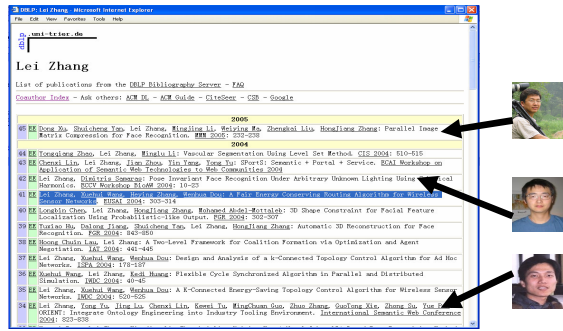 DBLP: Lei Zhang - Microsoft Internet Explorer
File Edit View Favorites Tools Help
dblp .uni-trier.de
Lei Zhang
List of publications from the DBLP Bibliography Server - FAQ
Coauthor Index - Ask others: ACM DL - ACM Guide - CiteSeer - CSB - Google
2005
45 EE Dong Xu, Shuicheng Yan, Lei Zhang, Mingjing Li, Weiying Ma, Zhengkai Liu, HongJiang Zhang: Parallel Image
Matrix Compression for Face Recognition. MMM 2005: 232-238
2004
44 EE Tongqiang Zhao, Lei Zhang, Minglu Li: Vascular Segmentation Using Level Set Method. CIS 2004: 510-515
43 EE Chenxi Lin, Lei Zhang, Jian Zhou, Yin Yang, Yong Yu: SPortS: Semantic + Portal + Service. ECAI Workshop on
Application of Semantic Web Technologies to Web Communities 2004
42 EE Lei Zhang, Dimitris Samaras: Pose Invariant Face Recognition Under Arbitrary Unknown Lighting Using
Harmonics. ECCV Workshop BioAW 2004: 10-23
41 EE Lei Zhang, Xuehui Wang, Heying Zhang, Wenhua Dou: A Fair Energy Conserving Routing Algorithm for Wireless
Sensor Networks. EUSAI 2004: 303-314
40 EE Longbin Chen, Lei Zhang, HongJiang Zhang, Mohamed Abdel-Mottaleb: 3D Shape Constraint for Facial Feature
Localization Using Probabilistic-like Output. FGR 2004: 302-307
39 EE Yuxiao Hu, Dalong Jiang, Shuicheng Yan, Lei Zhang, HongJiang Zhang: Automatic 3D Reconstruction for Face
Recognition. FGR 2004: 843-850
38 EE Hoong Chuin Lau, Lei Zhang: A Two-Level Framework for Coalition Formation via Optimization and Agent
Negotiation. IAT 2004: 441-445
37 EE Lei Zhang, Xuehui Wang, Wenhua Dou: Design and Analysis of a k-Connected Topology Control Algorithm for Ad Hoc
Networks. ISPA 2004: 178-187
36 EE Xuehui Wang, Lei Zhang, Kedi Huang: Flexible Cycle Synchronized Algorithm in Parallel and Distributed
Simulation. IWDC 2004: 40-45
35 EE Lei Zhang, Xuehui Wang, Wenhua Dou: A K-Connected Energy-Saving Topology Control Algorithm for Wireless Sensor
Networks. IWDC 2004: 520-525
34 EE Lei Zhang, Yong Yu, Jing Lu, Chenxi Lin, Kewei Tu, MingChuan Guo, Zhuo Zhang, GuoTong Xie, Zhong Su, Yue
ORIENT: Integrate Ontology Engineering into Industry Tooling Environment. International Semantic Web Conference
2004: 823-838